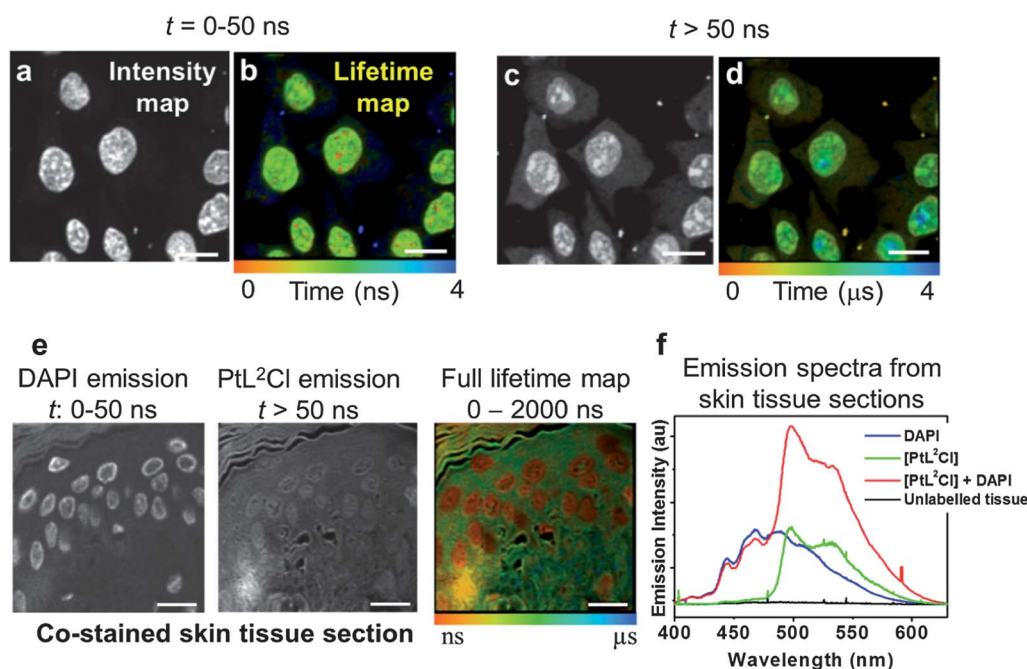 t = 0-50 ns
t > 50 ns
a Intensity map
b Lifetime map
c
d
0 Time (ns) 4
0 Time (μs) 4
e
DAPI emission
t: 0-50 ns
PtL²Cl emission
t > 50 ns
Full lifetime map
0 – 2000 ns
Co-stained skin tissue section
ns μs
f
Emission spectra from
skin tissue sections
DAPI
[PtL²Cl]
[PtL²Cl] + DAPI
Unlabelled tissue
Emission Intensity (au)
400 450 500 550 600
Wavelength (nm)